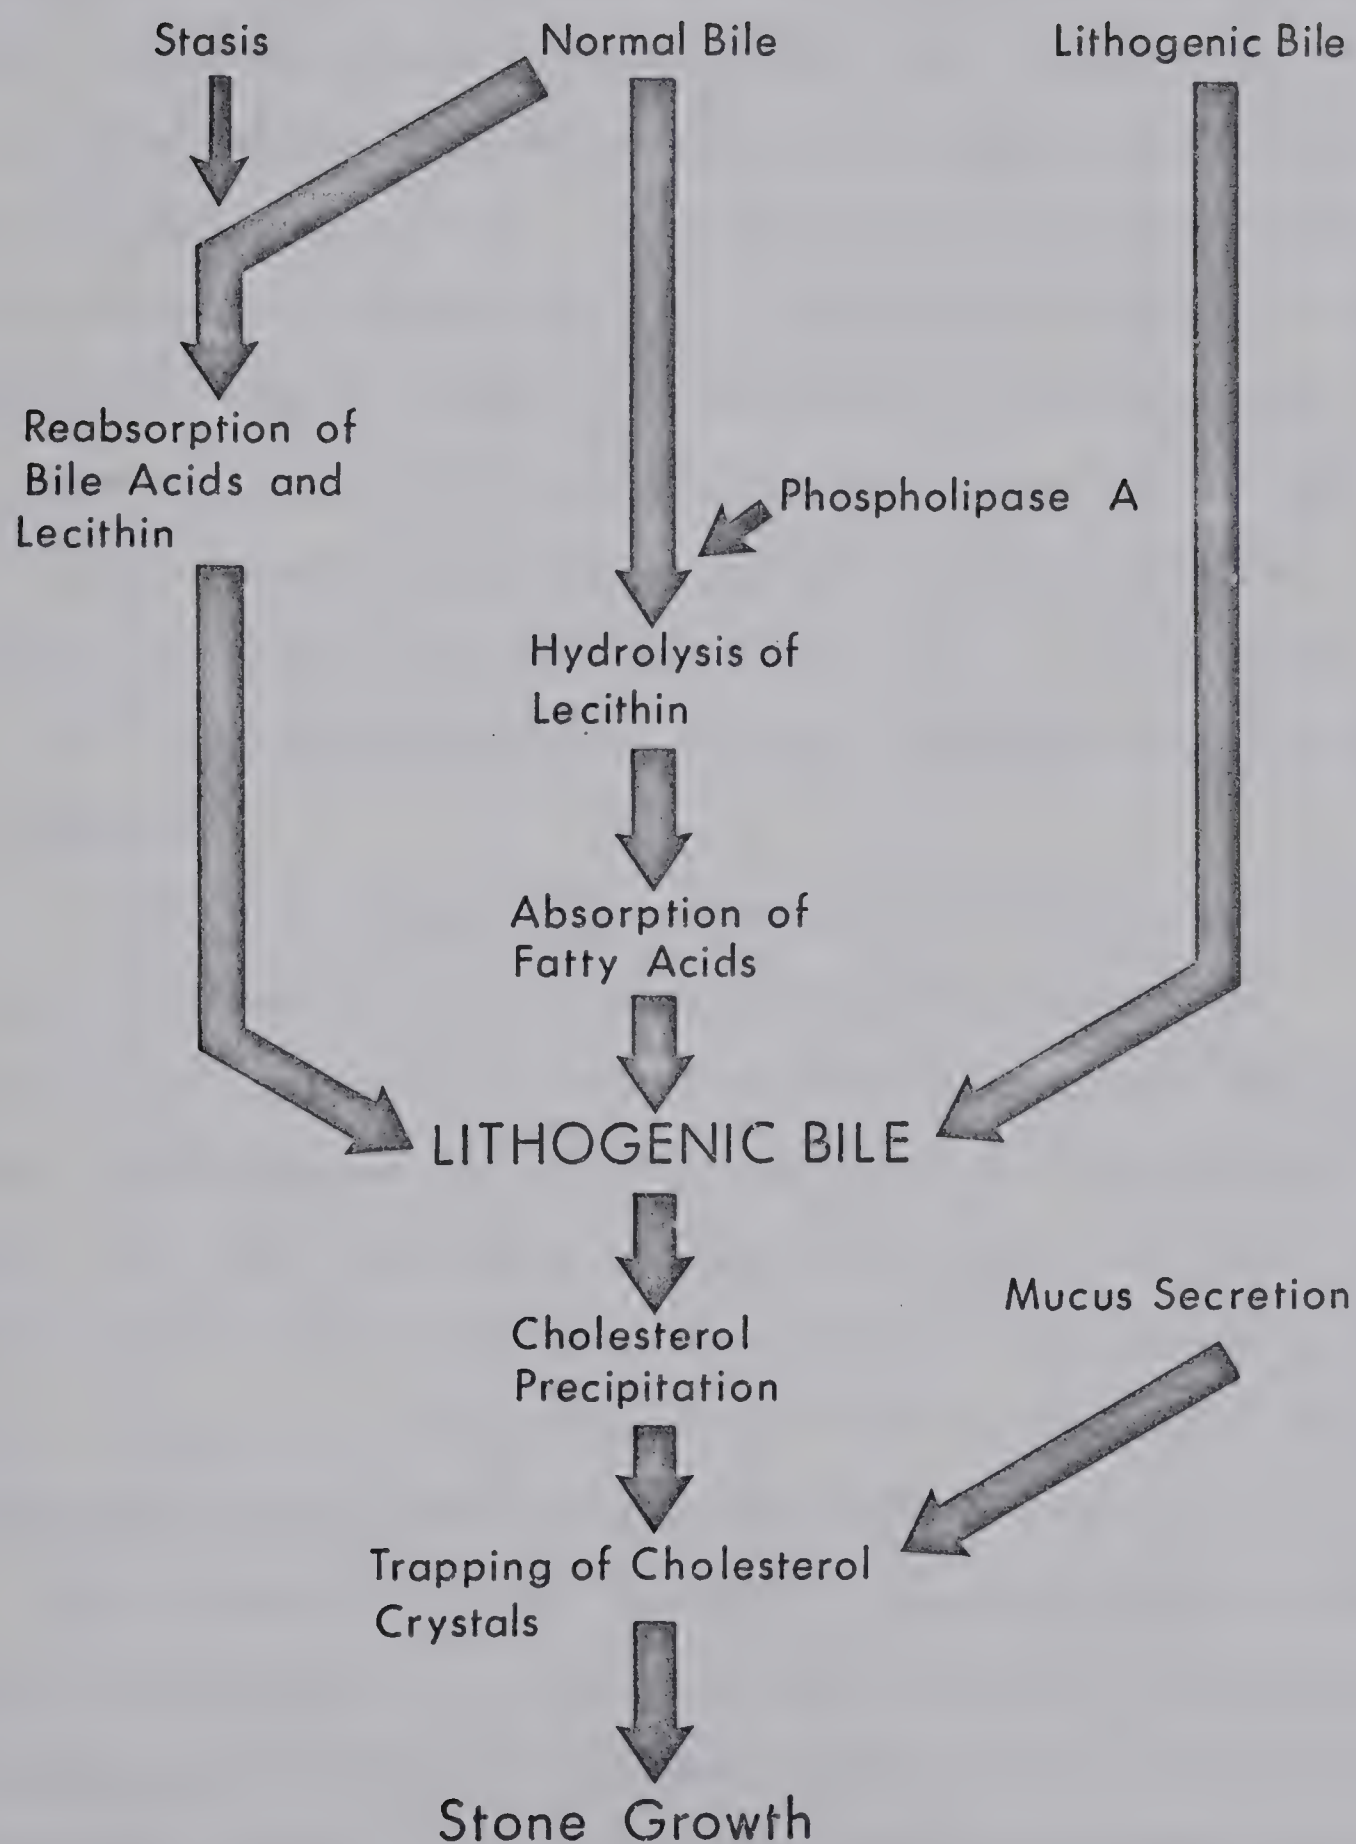 Stasis
Normal Bile
Lithogenic Bile
Reabsorption of
Bile Acids and
Lecithin
Phospholipase A
Hydrolysis of
Lecithin
Absorption of
Fatty Acids
LITHOGENIC BILE
Mucus Secretion
Cholesterol
Precipitation
Trapping of Cholesterol
Crystals
Stone Growth